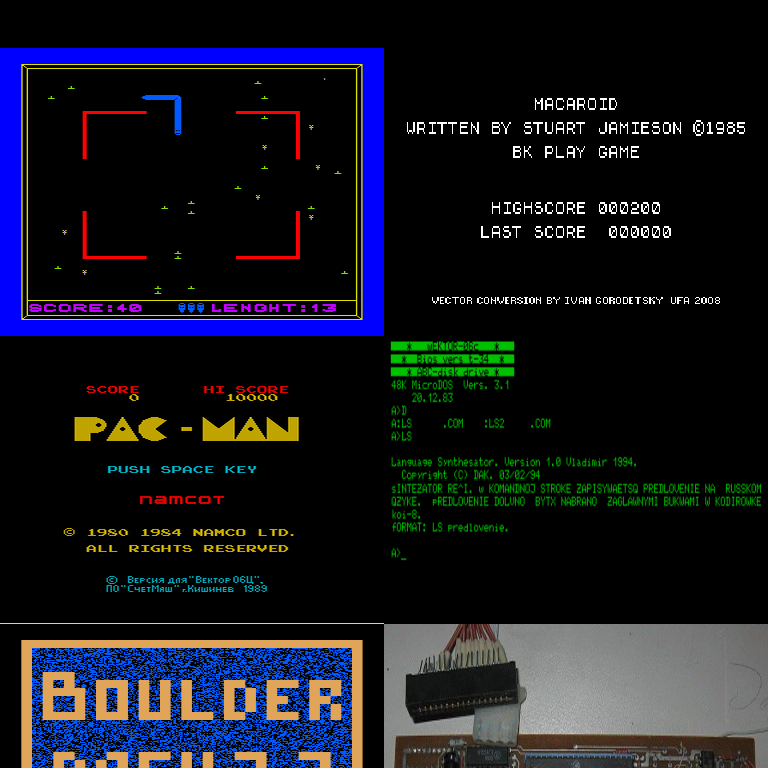 SCORE:40 LENGHT:13
MACAROID
WRITTEN BY STUART JAMIESON ©1985
BK PLAY GAME
HIGHSCORE 000200
LAST SCORE 000000
VECTOR CONVERSION BY IVAN GORODETSKY UFA 2008
SCORE HI SCORE
0 10000
PAC-MAN
PUSH SPACE KEY
namcot
© 1980 1984 NAMCO LTD.
ALL RIGHTS RESERVED
© Версия для "Вектор 06Ц".
ПО"СчетМаш",г.Кишинев 1989
* wEKTOR-06c *
* Bios vers t-34 *
* ABC-disk drive *
48K MicroDOS Vers. 3.1
20.12.83
A>D
A:LS .COM :LS2 .COM
A>LS
Language Synthesator. Version 1.0 Vladimir 1994.
Copyright (C) DAK. 03/02/94
sINTEZATOR RE^I. w KOMANDNOJ STROKE ZAPISYWAETSQ PREDLOVENIE NA RUSSKOM
QZYKE. pREDLOVENIE DOLVNO BYTX NABRANO ZAGLAWNYMI BUKWAMI W KODIROWKE
koi-8.
fORMAT: LS predlovenie.
A>_
BOULDER